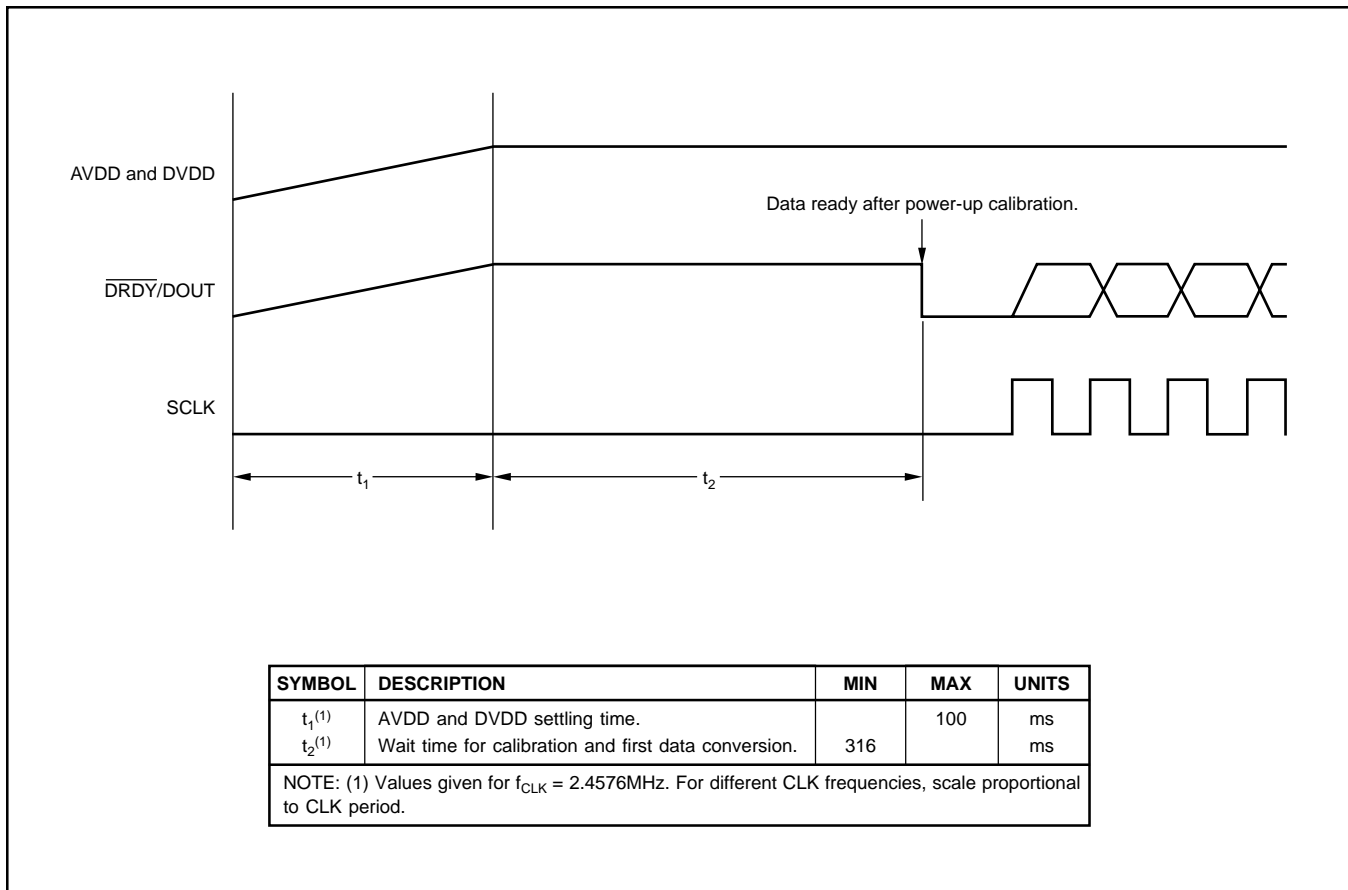 AVDD and DVDD
Data ready after power-up calibration.
DRDY/DOUT
SCLK
t1
t2
SYMBOL DESCRIPTION MIN MAX UNITS
t1(1) AVDD and DVDD settling time. 100 ms
t2(1) Wait time for calibration and first data conversion. 316 ms
NOTE: (1) Values given for fCLK = 2.4576MHz. For different CLK frequencies, scale proportional
to CLK period.